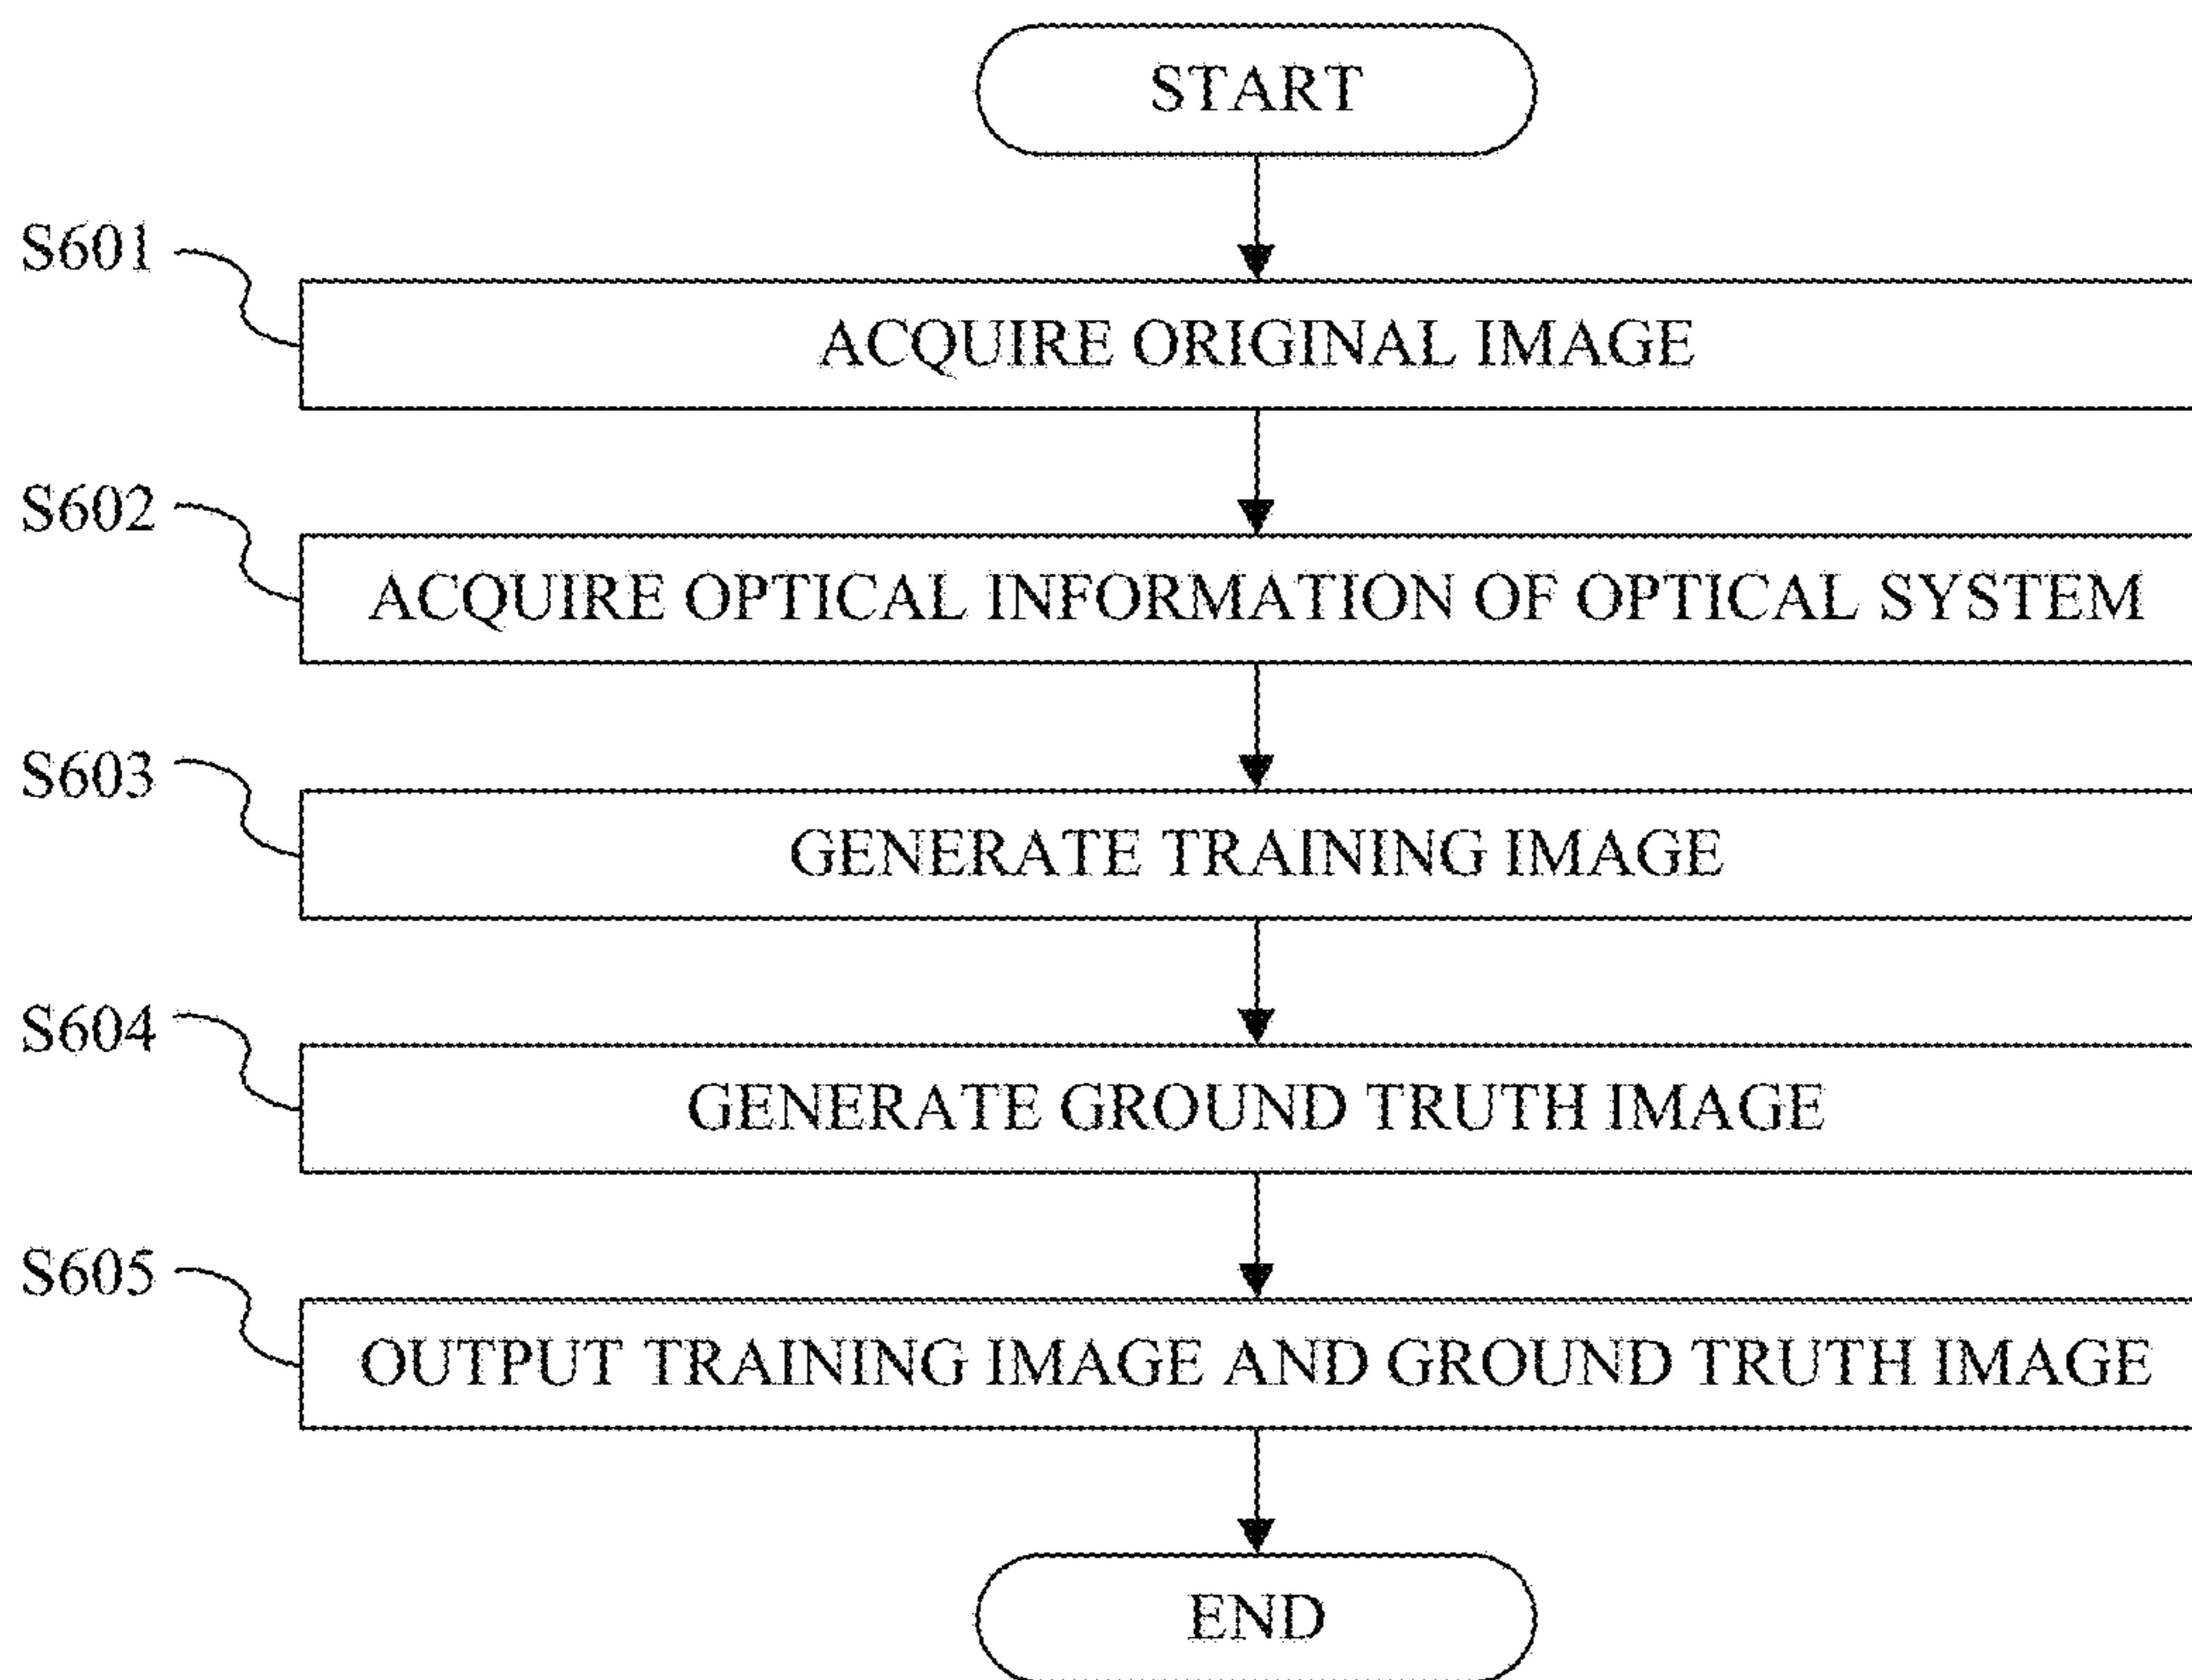 START
S601
ACQUIRE ORIGINAL IMAGE
S602
ACQUIRE OPTICAL INFORMATION OF OPTICAL SYSTEM
S603
GENERATE TRAINING IMAGE
S604
GENERATE GROUND TRUTH IMAGE
S605
OUTPUT TRAINING IMAGE AND GROUND TRUTH IMAGE
END